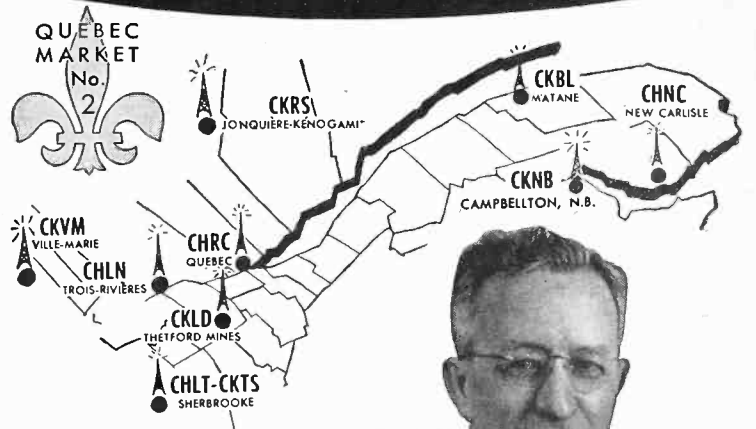 QUEBEC
MARKET
No.
2
CKRS
JONQUIÈRE-KÉNOGAMI
CKBL
MATANE
CHNC
NEW CARLISLE
CKNB
CAMPBELLTON, N.B.
CKVM
VILLE-MARIE
CHLN
TROIS-RIVIÈRES
CHRC
QUEBEC
CKLD
THETFORD MINES
CHLT-CKTS
SHERBROOKE